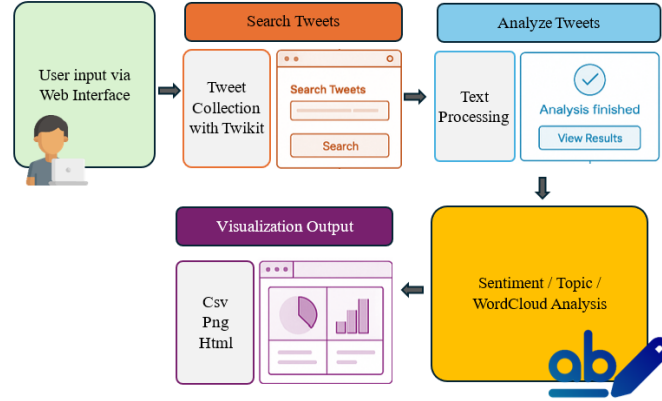 User input via
Web Interface
Search Tweets
Tweet
Collection
with Twikit
Search Tweets
Search
Analyze Tweets
Text
Processing
Analysis finished
View Results
Sentiment / Topic /
WordCloud Analysis
ab
Visualization Output
Csv
Png
Html